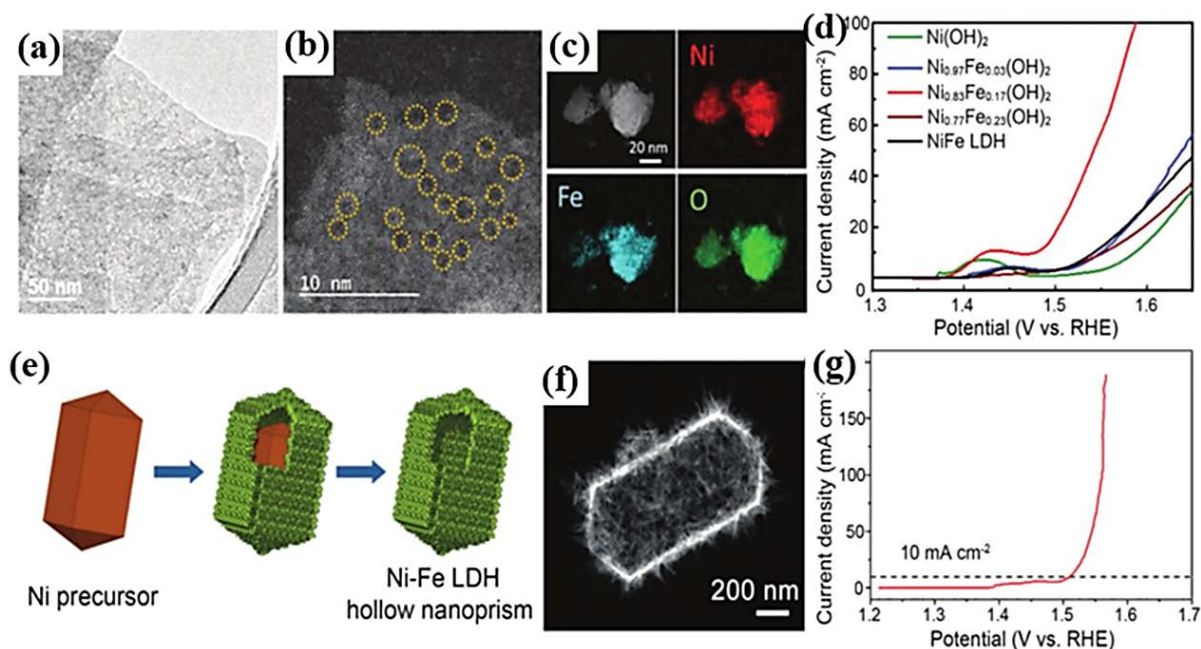 (a)
50 nm
(b)
10 nm
(c)
Ni
20 nm
Fe
O
(d)
Current density (mA cm⁻²)
100
80
60
40
20
0
Ni(OH)₂
Ni₀.₉₇Fe₀.₀₃(OH)₂
Ni₀.₈₃Fe₀.₁₇(OH)₂
Ni₀.₇₇Fe₀.₂₃(OH)₂
NiFe LDH
1.3 1.4 1.5 1.6
Potential (V vs. RHE)
(e)
Ni precursor
Ni-Fe LDH
hollow nanoprism
(f)
200 nm
(g)
Current density (mA cm⁻²)
150
100
50
0
10 mA cm⁻²
1.2 1.3 1.4 1.5 1.6 1.7
Potential (V vs. RHE)